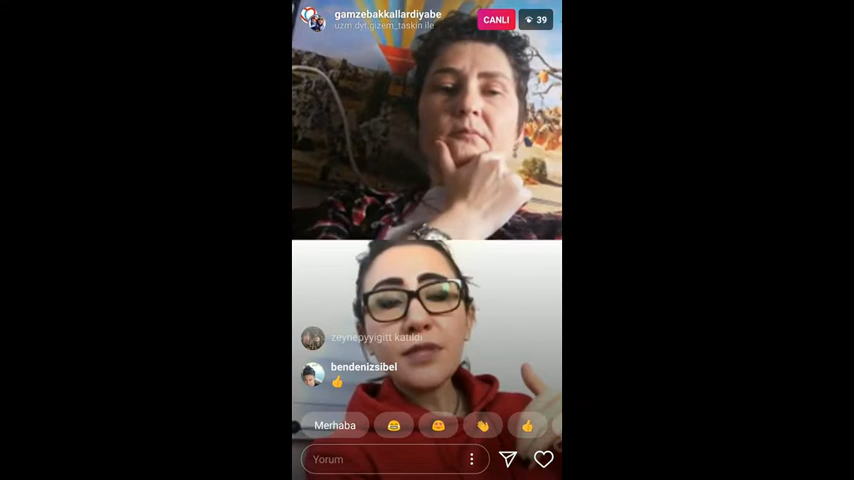 gamzebakkallardiyabe
uzm.dyt.gizem_taskin ile
CANLI
39
zeynepyyigitt katıldı
bendenizsibel
Merhaba
Yorum